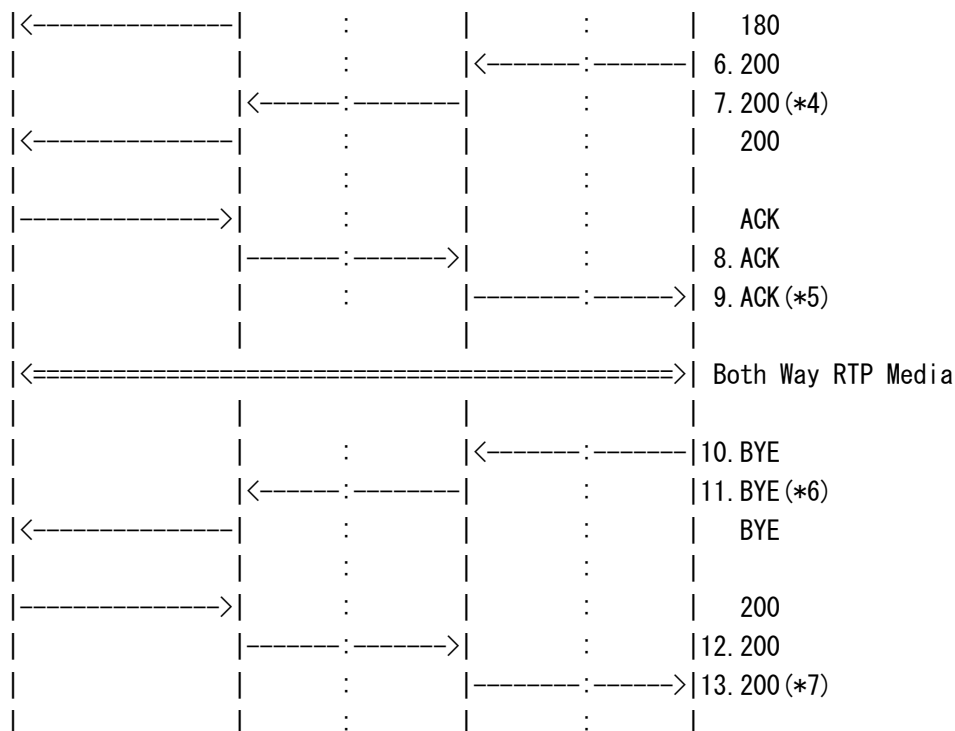 |<---------------|       :       |       :       |   180
|               |       :       |<-------:-------| 6.200
|               |<------:--------|       :       | 7.200(*4)
|<---------------|       :       |       :       |   200
|               |       :       |       :       |
|--------------->|       :       |       :       |   ACK
|               |-------:------->|       :       | 8.ACK
|               |       :       |--------:------>| 9.ACK(*5)
|               |               |               |
|<================================================>| Both Way RTP Media
|               |               |               |
|               |       :       |<-------:-------|10.BYE
|               |<------:--------|       :       |11.BYE(*6)
|<---------------|       :       |       :       |   BYE
|               |       :       |       :       |
|--------------->|       :       |       :       |   200
|               |-------:------->|       :       |12.200
|               |       :       |--------:------>|13.200(*7)
|               |       :       |       :       |